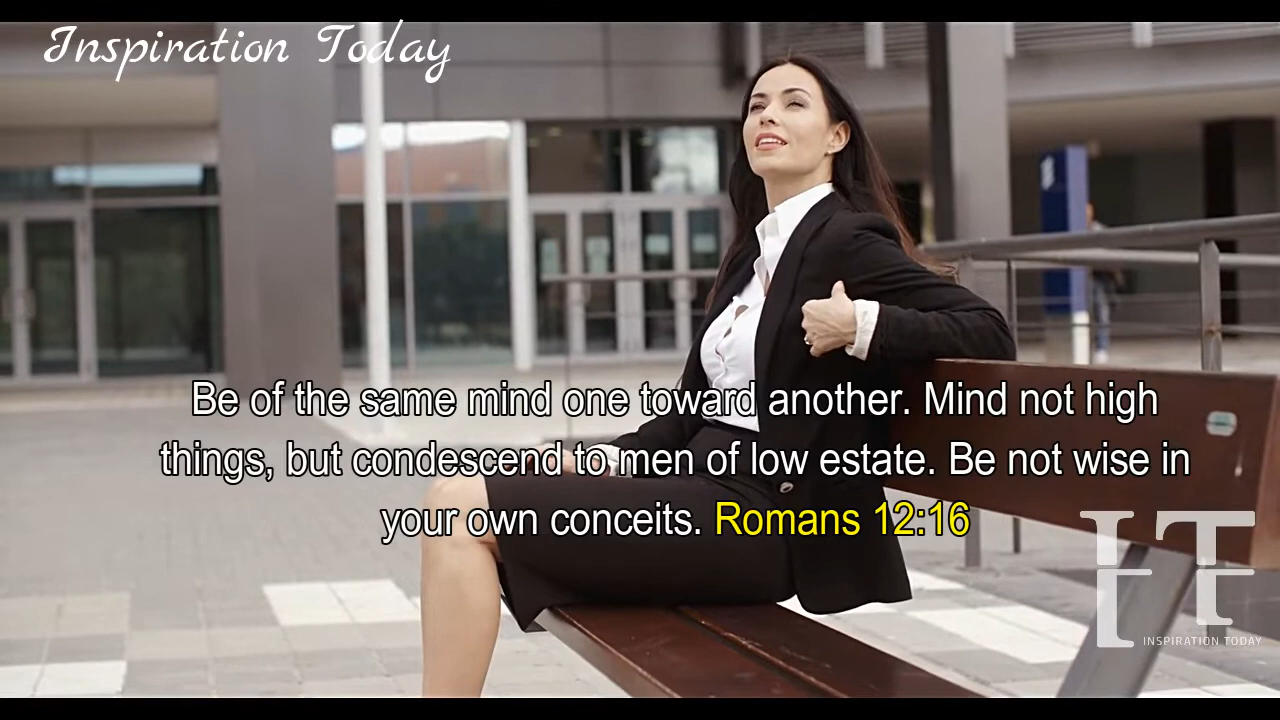 Inspiration Today
Be of the same mind one toward another. Mind not high
things, but condescend to men of low estate. Be not wise in
your own conceits. Romans 12:16
IT
INSPIRATION TODAY